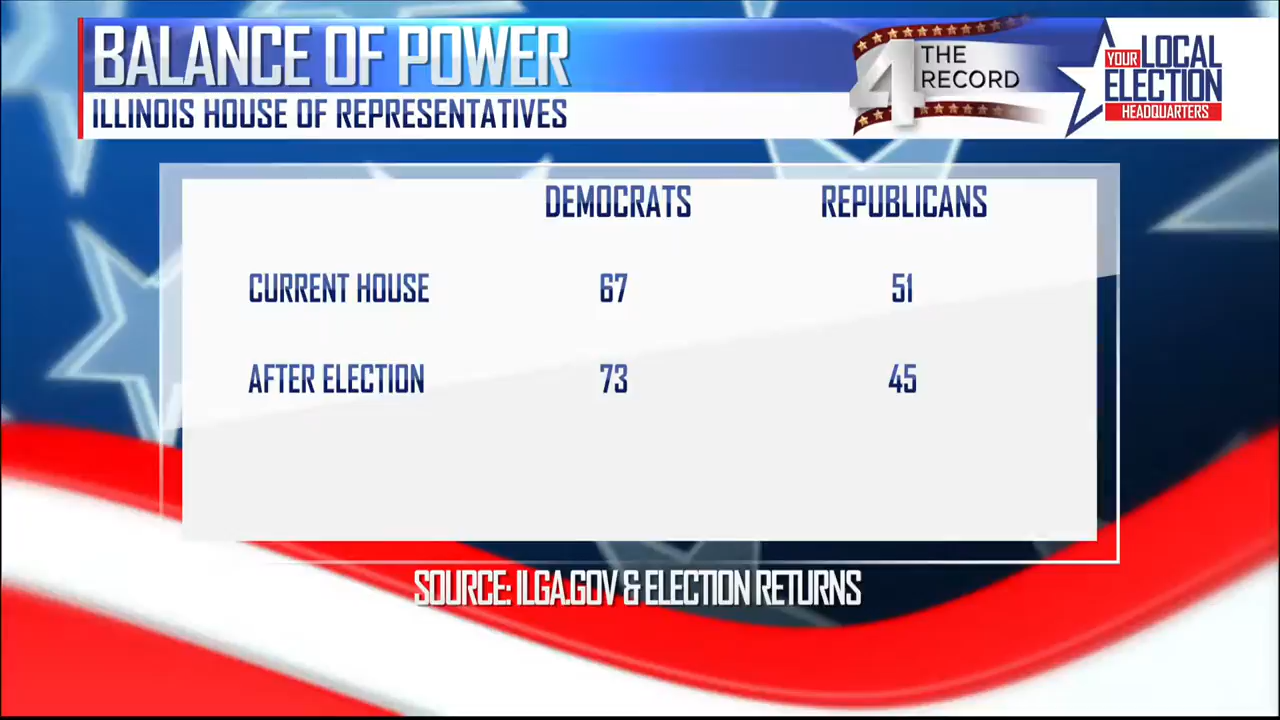 BALANCE OF POWER
ILLINOIS HOUSE OF REPRESENTATIVES
4 THE RECORD
YOUR LOCAL
ELECTION
HEADQUARTERS
DEMOCRATS REPUBLICANS
CURRENT HOUSE 67 51
AFTER ELECTION 73 45
SOURCE: ILGA.GOV & ELECTION RETURNS